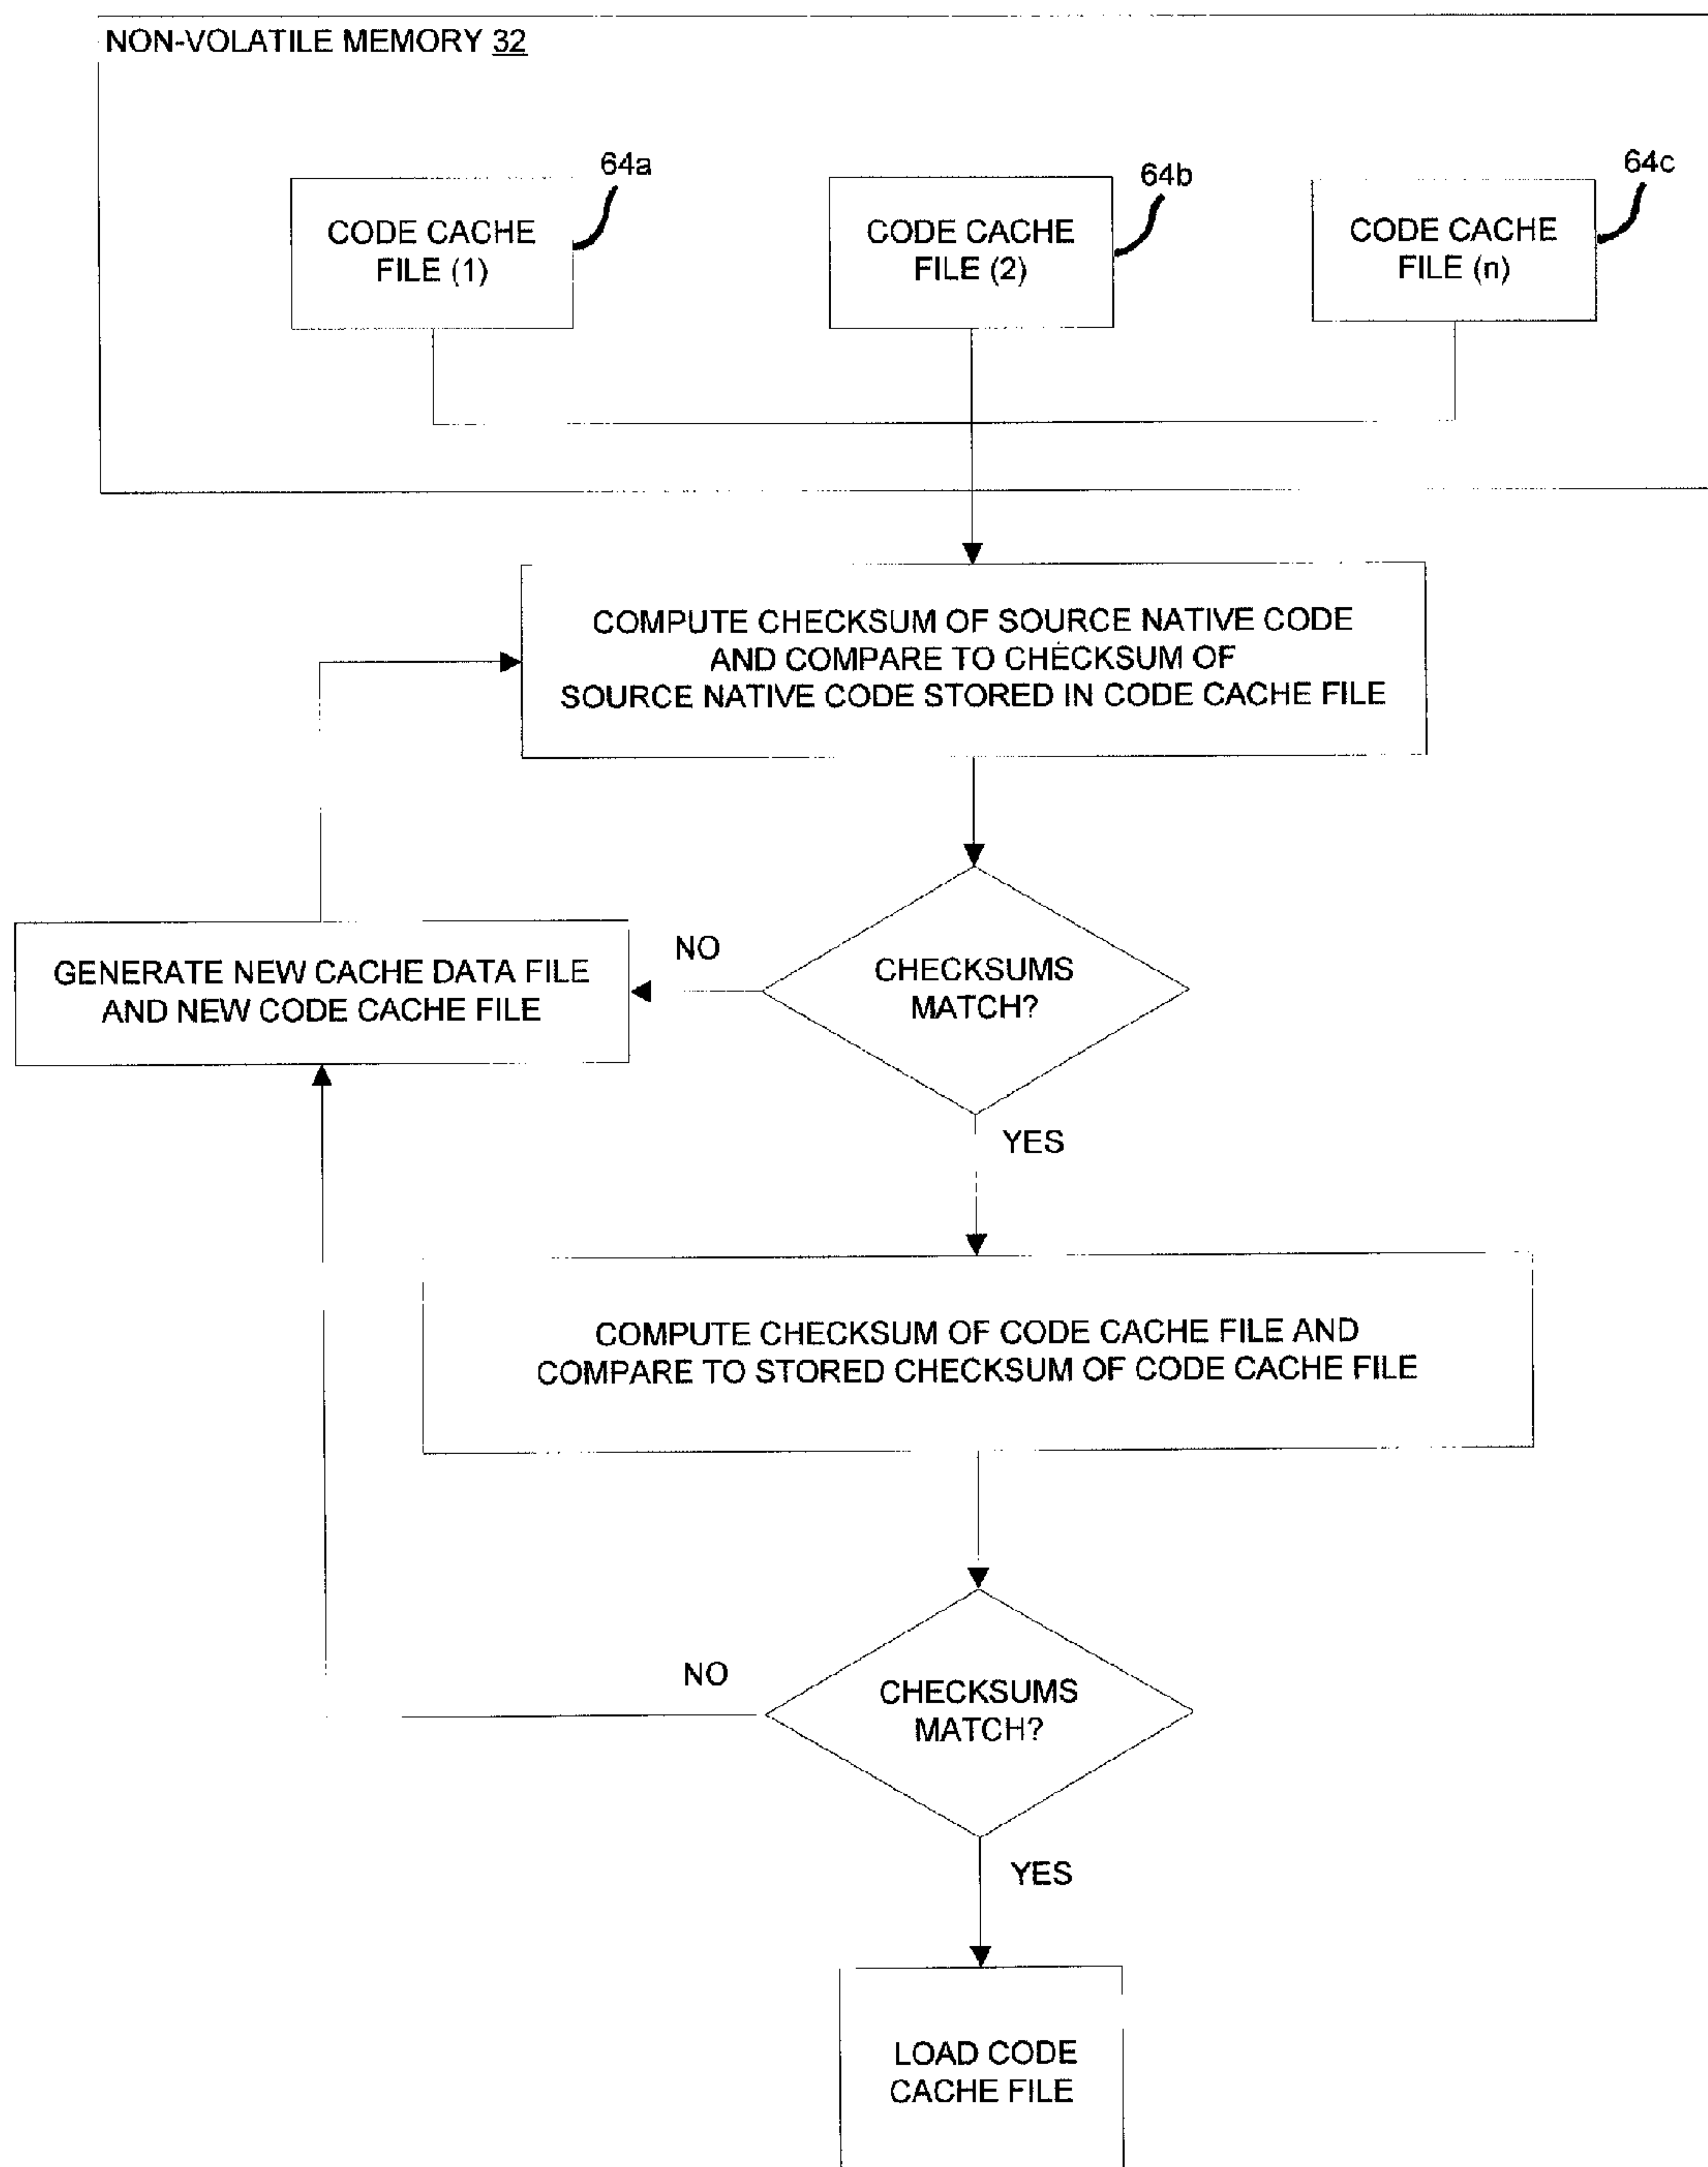 NON-VOLATILE MEMORY 32
64a
64b
64c
CODE CACHE
FILE (1)
CODE CACHE
FILE (2)
CODE CACHE
FILE (n)
COMPUTE CHECKSUM OF SOURCE NATIVE CODE
AND COMPARE TO CHECKSUM OF
SOURCE NATIVE CODE STORED IN CODE CACHE FILE
GENERATE NEW CACHE DATA FILE
AND NEW CODE CACHE FILE
NO
CHECKSUMS
MATCH?
YES
COMPUTE CHECKSUM OF CODE CACHE FILE AND
COMPARE TO STORED CHECKSUM OF CODE CACHE FILE
NO
CHECKSUMS
MATCH?
YES
LOAD CODE
CACHE FILE